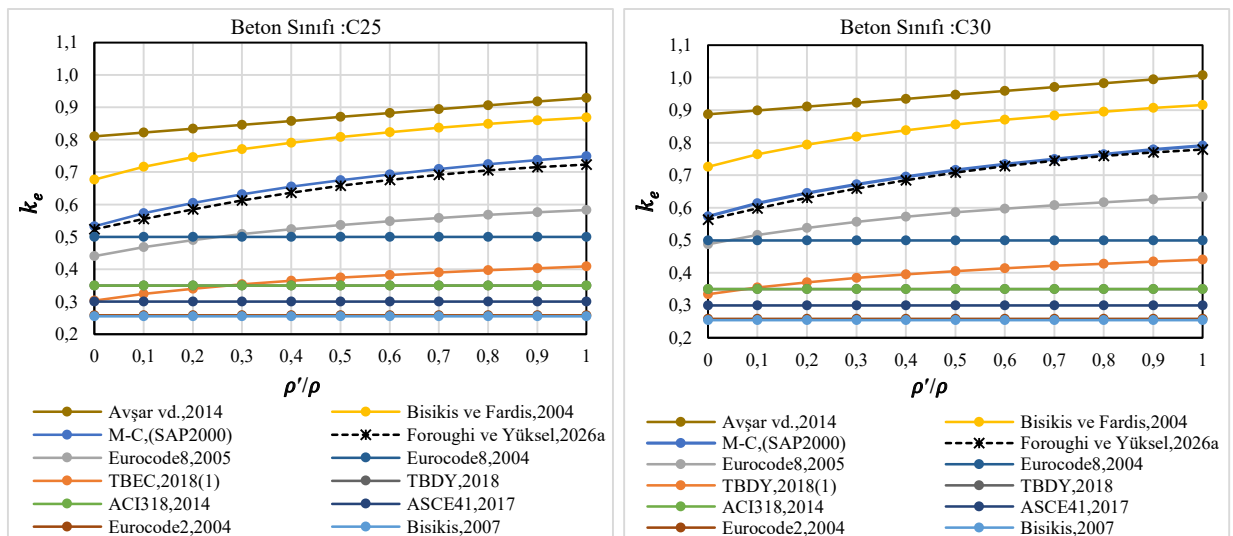 Beton Sınıfı :C25
1,1
1,0
0,9
0,8
0,7
0,6
0,5
0,4
0,3
0,2
k_e
0 0,1 0,2 0,3 0,4 0,5 0,6 0,7 0,8 0,9 1
ρ'/ρ
Avşar vd.,2014 Bisikis ve Fardis,2004
M-C,(SAP2000) Foroughi ve Yüksel,2026a
Eurocode8,2005 Eurocode8,2004
TBEC,2018(1) TBDY,2018
ACI318,2014 ASCE41,2017
Eurocode2,2004 Bisikis,2007
Beton Sınıfı :C30
1,1
1,0
0,9
0,8
0,7
0,6
0,5
0,4
0,3
0,2
k_e
0 0,1 0,2 0,3 0,4 0,5 0,6 0,7 0,8 0,9 1
ρ'/ρ
Avşar vd.,2014 Bisikis ve Fardis,2004
M-C,(SAP2000) Foroughi ve Yüksel,2026a
Eurocode8,2005 Eurocode8,2004
TBDY,2018(1) TBDY,2018
ACI318,2014 ASCE41,2017
Eurocode2,2004 Bisikis,2007